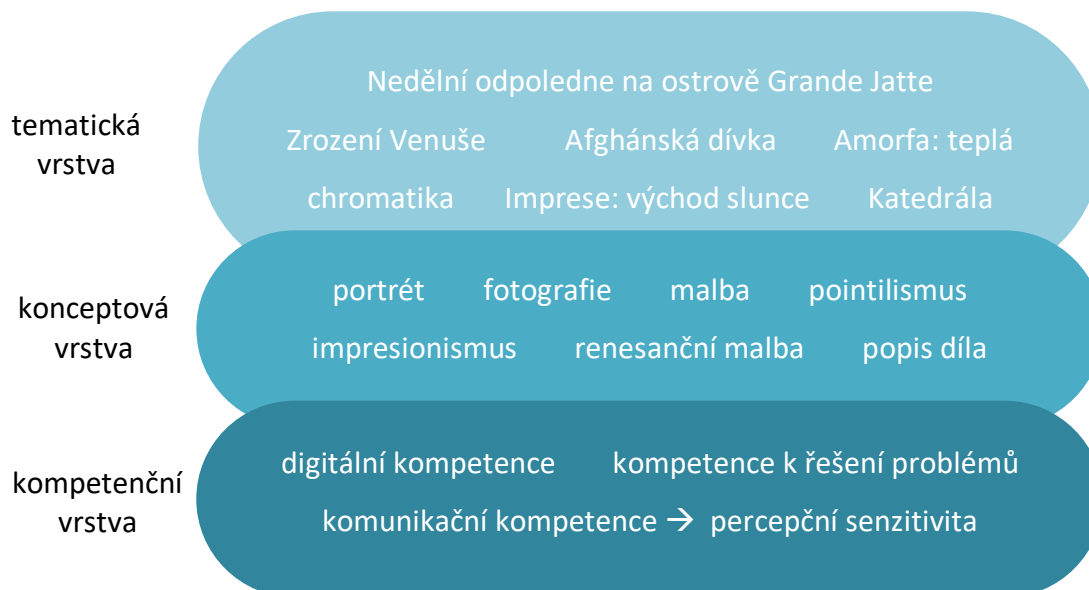 tematická
vrstva
Nedělní odpoledne na ostrově Grande Jatte
Zrození Venuše Afghánská dívka Amorfa: teplá
chromatika Imprese: východ slunce Katedrála
konceptová
vrstva
portrét fotografie malba pointilismus
impresionismus renesanční malba popis díla
kompetenční
vrstva
digitální kompetence kompetence k řešení problémů
komunikační kompetence → percepční senzitivita